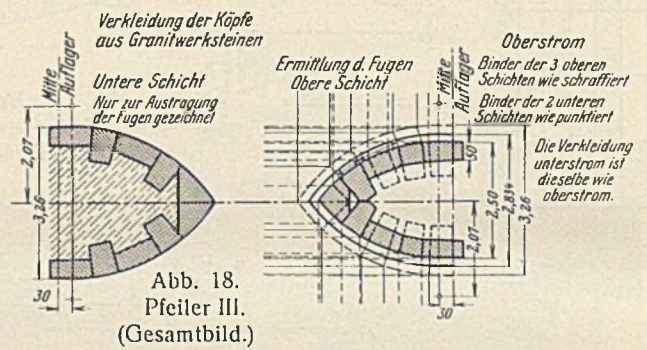 Verkleidung der Köpfe
aus Granitwerksteinen
Mitte
Auflager
Untere Schicht
Nur zur Austragung
der Fugen gezeichnet
2,07
3,26
30
Abb. 18.
Pfeiler III.
(Gesamtbild.)
Ermittlung d. Fugen
Obere Schicht
Mitte
Auflager
Oberstrom
Binder der 3 oberen
Schichten wie schraffiert
Binder der 2 unteren
Schichten wie punktiert
Die Verkleidung
unterstrom ist
dieselbe wie
oberstrom.
50
2,07
2,50
2,834
3,26
30